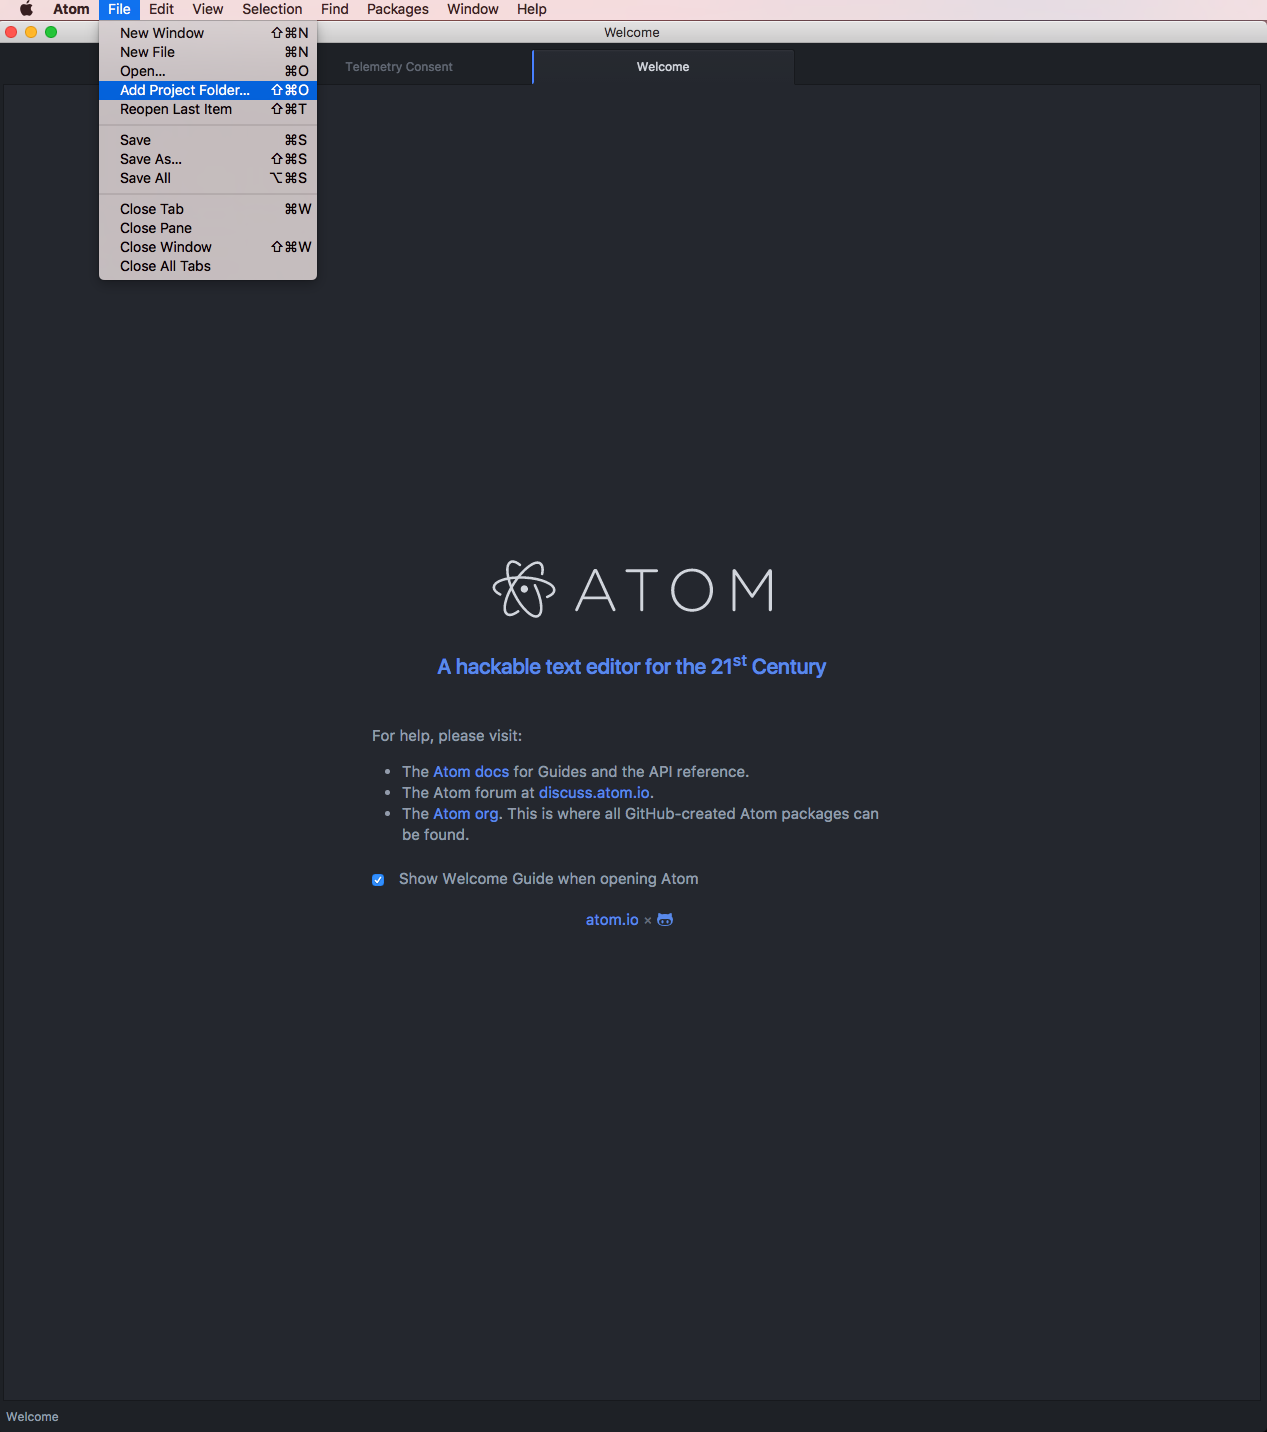 Atom File Edit View Selection Find Packages Window Help
Welcome
Telemetry Consent
Welcome
New Window ⇧⌘N
New File ⌘N
Open... ⌘O
Add Project Folder... ⇧⌘O
Reopen Last Item ⇧⌘T
Save ⌘S
Save As... ⇧⌘S
Save All ⌥⌘S
Close Tab ⌘W
Close Pane
Close Window ⇧⌘W
Close All Tabs
ATOM
A hackable text editor for the 21st Century
For help, please visit:
• The Atom docs for Guides and the API reference.
• The Atom forum at discuss.atom.io.
• The Atom org. This is where all GitHub-created Atom packages can
be found.
Show Welcome Guide when opening Atom
atom.io ×
Welcome